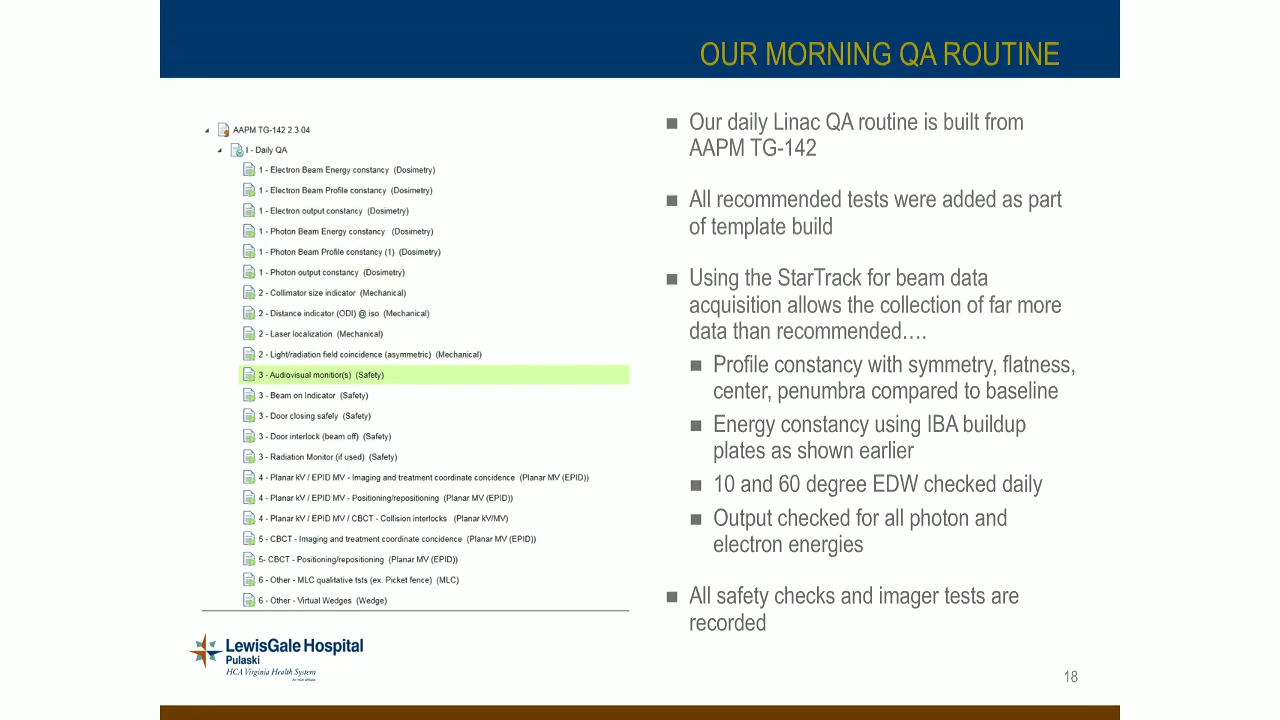 OUR MORNING QA ROUTINE
AAPM TG-142 2.3.04
I - Daily QA
1 - Electron Beam Energy constancy (Dosimetry)
1 - Electron Beam Profile constancy (Dosimetry)
1 - Electron output constancy (Dosimetry)
1 - Photon Beam Energy constancy (Dosimetry)
1 - Photon Beam Profile constancy (1) (Dosimetry)
1 - Photon output constancy (Dosimetry)
2 - Collimator size indicator (Mechanical)
2 - Distance indicator (ODI) @ iso (Mechanical)
2 - Laser localization (Mechanical)
2 - Light/radiation field coincidence (asymmetric) (Mechanical)
3 - Audiovisual monitior(s) (Safety)
3 - Beam on Indicator (Safety)
3 - Door closing safely (Safety)
3 - Door interlock (beam off) (Safety)
3 - Radiation Monitor (if used) (Safety)
4 - Planar kV / EPID MV - Imaging and treatment coordinate concidence (Planar MV (EPID))
4 - Planar kV / EPID MV - Positioning/repositioning (Planar MV (EPID))
4 - Planar kV / EPID MV / CBCT - Collision interlocks (Planar kV/MV)
5 - CBCT - Imaging and treatment coordinate concidence (Planar MV (EPID))
5- CBCT - Positioning/repositioning (Planar MV (EPID))
6 - Other - MLC qualitative tsts (ex. Picket fence) (MLC)
6 - Other - Virtual Wedges (Wedge)
LewisGale Hospital
Pulaski
HCA Virginia Health System
An HCA affiliate
■ Our daily Linac QA routine is built from
AAPM TG-142
■ All recommended tests were added as part
of template build
■ Using the StarTrack for beam data
acquisition allows the collection of far more
data than recommended….
■ Profile constancy with symmetry, flatness,
center, penumbra compared to baseline
■ Energy constancy using IBA buildup
plates as shown earlier
■ 10 and 60 degree EDW checked daily
■ Output checked for all photon and
electron energies
■ All safety checks and imager tests are
recorded
18